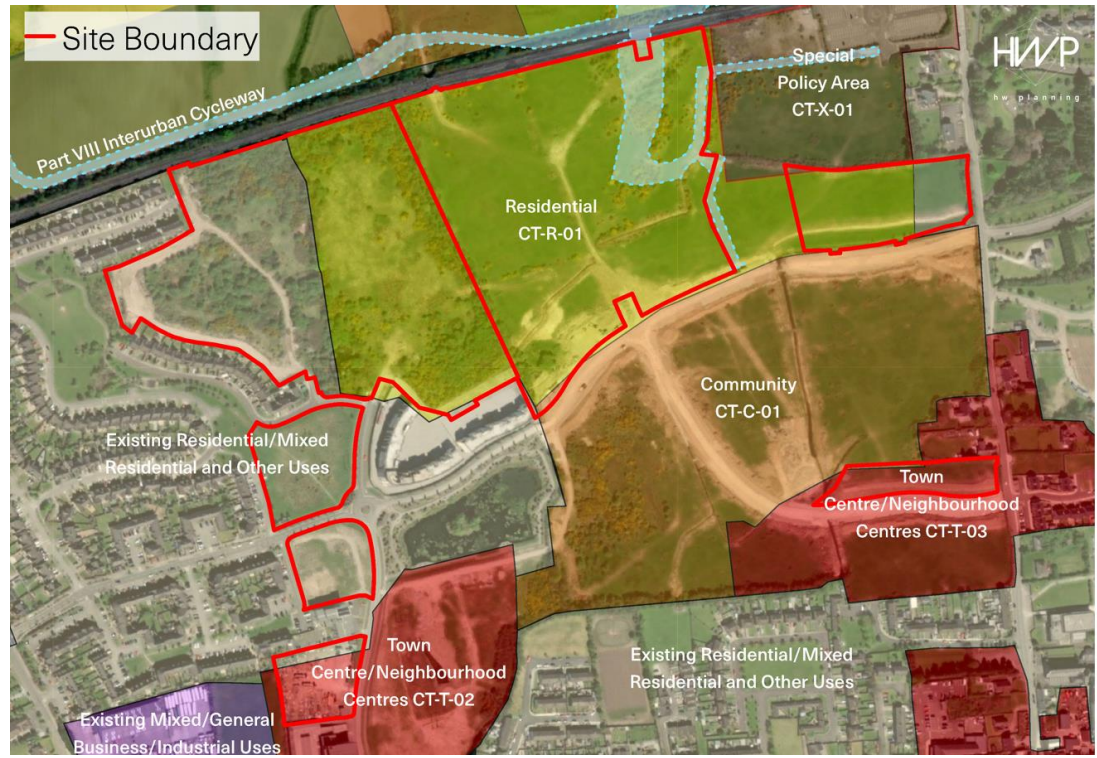 Site Boundary
HWP
hw planning
Part VIII Interurban Cycleway
Special
Policy Area
CT-X-01
Residential
CT-R-01
Community
CT-C-01
Existing Residential/Mixed
Residential and Other Uses
Town
Centre/Neighbourhood
Centres CT-T-03
Town
Centre/Neighbourhood
Centres CT-T-02
Existing Residential/Mixed
Residential and Other Uses
Existing Mixed/General
Business/Industrial Uses